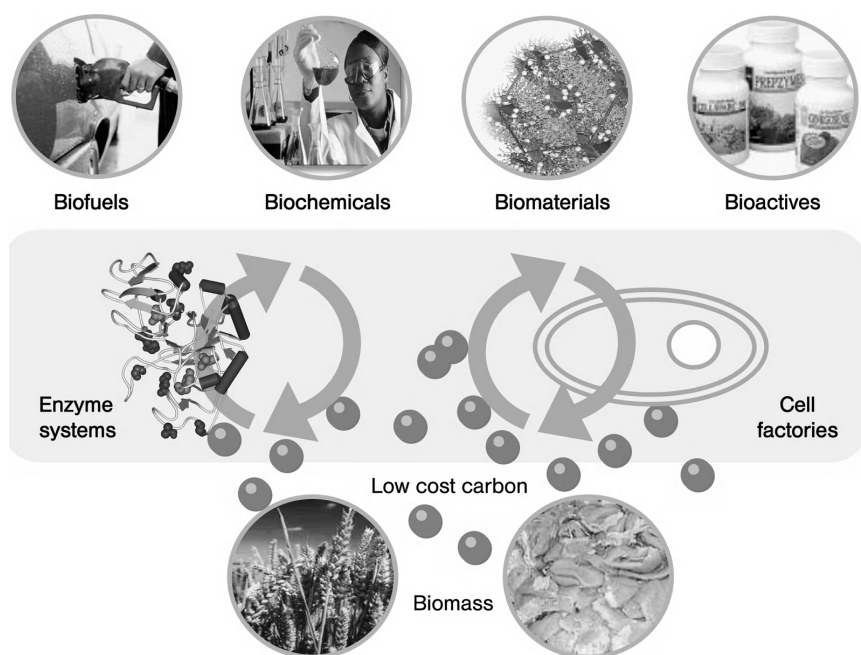 Biofuels
Biochemicals
Biomaterials
Bioactives
Enzyme
systems
Cell
factories
Low cost carbon
Biomass